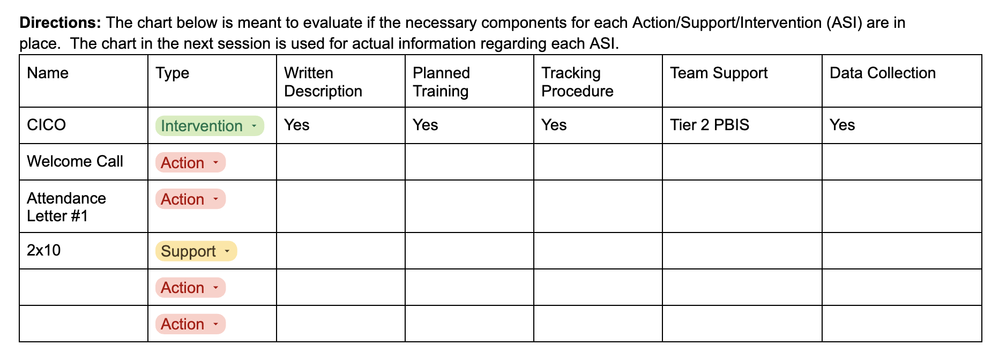 Directions: The chart below is meant to evaluate if the necessary components for each Action/Support/Intervention (ASI) are in
place.  The chart in the next session is used for actual information regarding each ASI.
Name
Type
Written
Description
Planned
Training
Tracking
Procedure
Team Support
Data Collection
CICO
Intervention
Yes
Yes
Yes
Tier 2 PBIS
Yes
Welcome Call
Action
Attendance
Letter #1
Action
2x10
Support
Action
Action